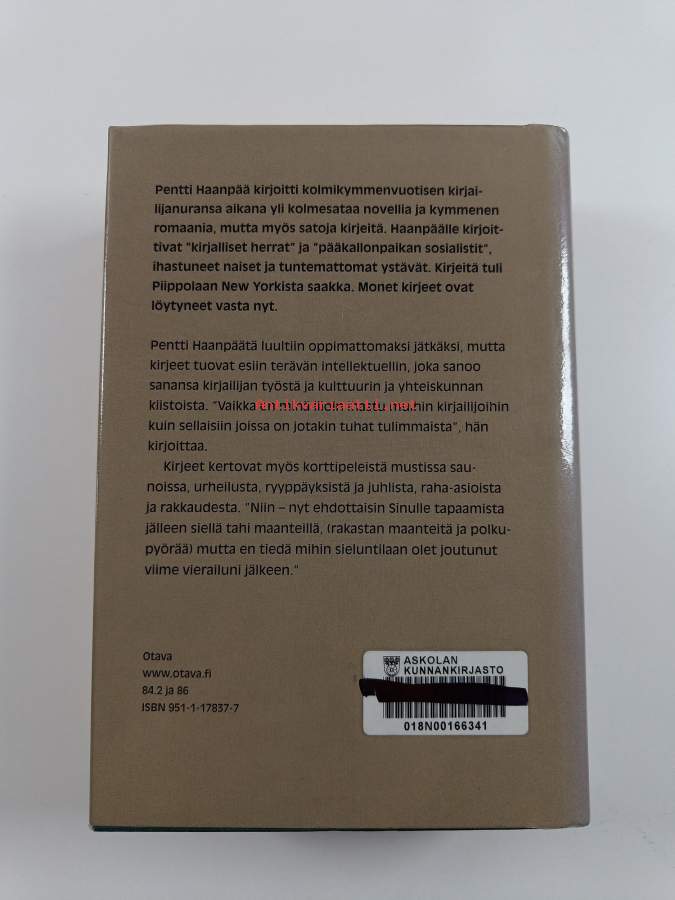 Pentti Haanpää kirjoitti kolmikymmenvuotisen kirjai-
lijanuransa aikana yli kolmesataa novellia ja kymmenen
romaania, mutta myös satoja kirjeitä. Haanpäälle kirjoit-
tivat "kirjalliset herrat" ja "pääkallonpaikan sosialistit",
ihastuneet naiset ja tuntemattomat ystävät. Kirjeitä tuli
Piippolaan New Yorkista saakka. Monet kirjeet ovat
löytyneet vasta nyt.
Pentti Haanpäätä luultiin oppimattomaksi jätkäksi, mutta
kirjeet tuovat esiin terävän intellektuellin, joka sanoo
sanansa kirjailijan työstä ja kulttuurin ja yhteiskunnan
kiistoista. "Vaikka en minä luota muihin kirjailijoihin
kuin sellaisiin joissa on jotakin tuhat tulimmaista", hän
kirjoittaa.
Kirjeet kertovat myös korttipeleistä mustissa sau-
noissa, urheilusta, ryyppäyksistä ja juhlista, raha-asioista
ja rakkaudesta. "Niin – nyt ehdottaisin Sinulle tapaamista
jälleen siellä tahi maanteillä, (rakastan maanteitä ja polku-
pyörää) mutta en tiedä mihin sieluntilaan olet joutunut
viime vierailuni jälkeen."
Otava
www.otava.fi
84.2 ja 86
ISBN 951-1-17837-7
ASKOLAN
KUNNANKIRJASTO
018N00166341